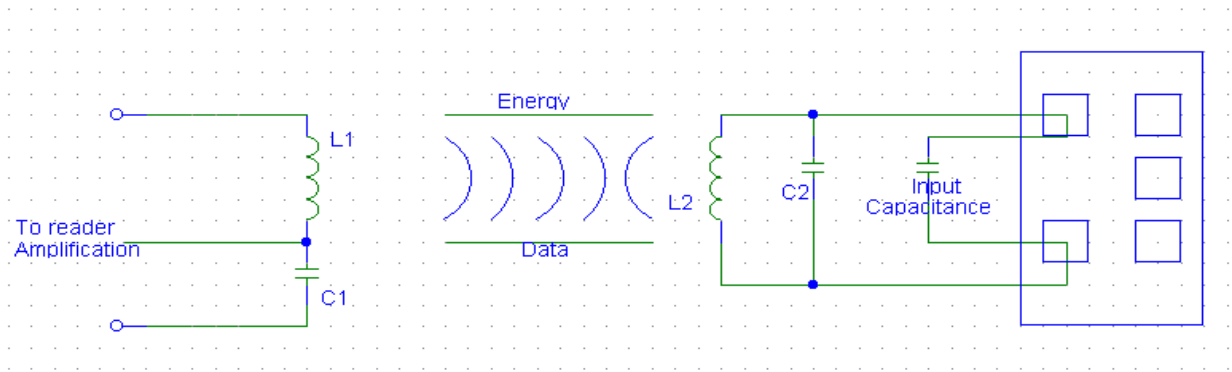 Energy
L1
L2
C2
Input
Capacitance
To reader
Amplification
Data
C1